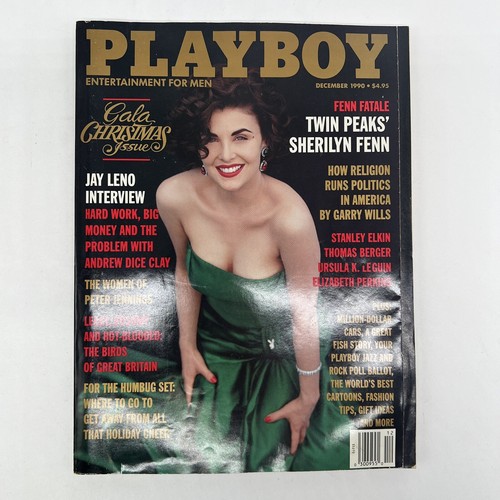 PLAYBOY
ENTERTAINMENT FOR MEN
DECEMBER 1990 • $4.95
Gala
CHRISTMAS
Issue
JAY LENO
INTERVIEW
HARD WORK, BIG
MONEY AND THE
PROBLEM WITH
ANDREW DICE CLAY
THE WOMEN OF
PETER JENNINGS
AND HOT-BLOODED:
THE BIRDS
OF GREAT BRITAIN
FOR THE HUMBUG SET:
WHERE TO GO TO
GET AWAY FROM ALL
THAT HOLIDAY CHEER
FENN FATALE
TWIN PEAKS'
SHERILYN FENN
HOW RELIGION
RUNS POLITICS
IN AMERICA
BY GARRY WILLS
STANLEY ELKIN
THOMAS BERGER
URSULA K. LEGUIN
ELIZABETH PERKINS
PLUS:
MILLION-DOLLAR
CARS, A GREAT
FISH STORY, YOUR
PLAYBOY JAZZ AND
ROCK POLL BALLOT,
THE WORLD'S BEST
CARTOONS, FASHION
TIPS, GIFT IDEAS
AND MORE
12